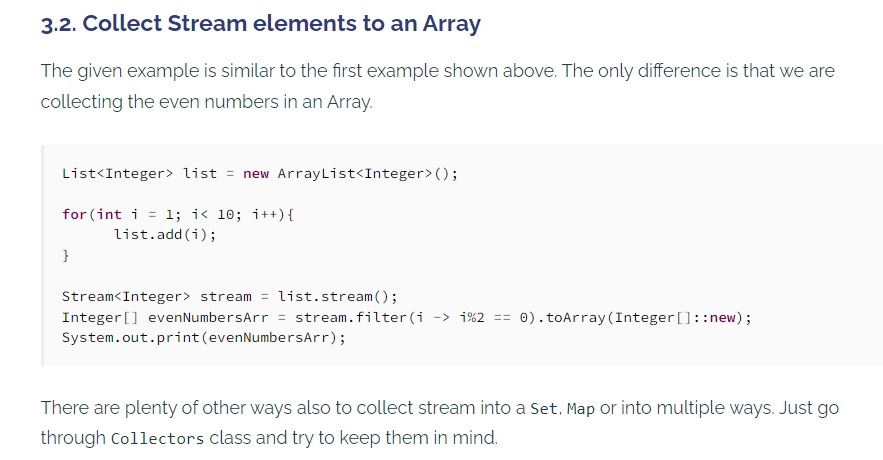 3.2. Collect Stream elements to an Array
The given example is similar to the first example shown above. The only difference is that we are
collecting the even numbers in an Array.
List<Integer> list = new ArrayList<Integer>();
for(int i = 1; i< 10; i++){
list.add(i);
}
Stream<Integer> stream = list.stream();
Integer[] evenNumbersArr = stream.filter(i -> i%2 == 0).toArray(Integer[]::new);
System.out.print(evenNumbersArr);
There are plenty of other ways also to collect stream into a Set, Map or into multiple ways. Just go
through Collectors class and try to keep them in mind.